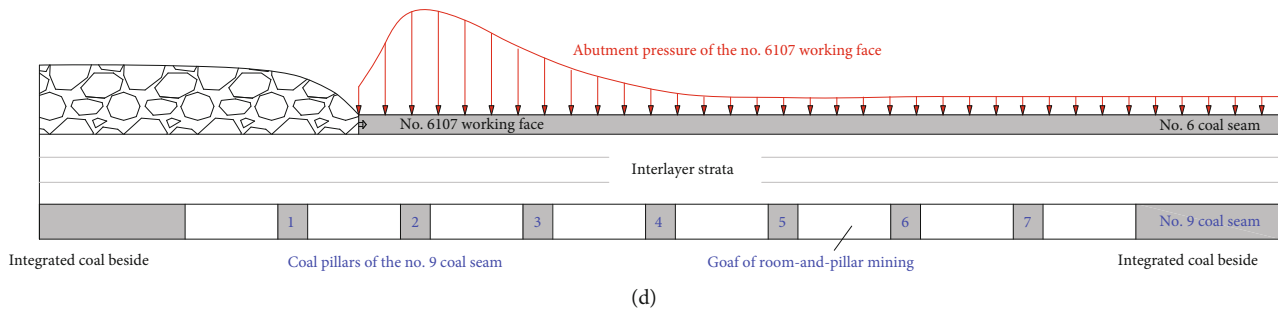 Abutment pressure of the no. 6107 working face
No. 6107 working face
No. 6 coal seam
Interlayer strata
1 2 3 4 5 6 7 No. 9 coal seam
Integrated coal beside
Coal pillars of the no. 9 coal seam
Goaf of room-and-pillar mining
Integrated coal beside
(d)